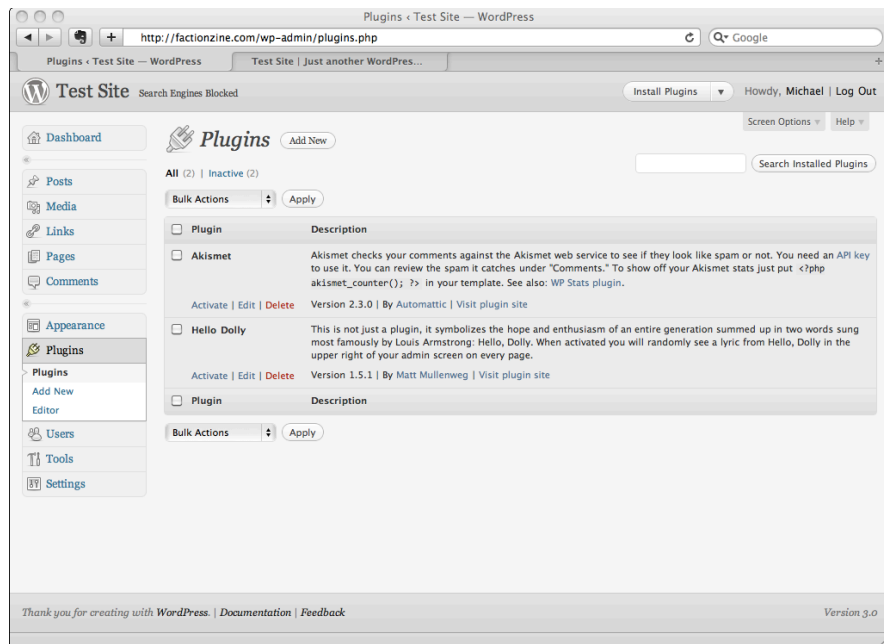 Plugins ‹ Test Site — WordPress
http://factionzine.com/wp-admin/plugins.php
Google
Plugins ‹ Test Site — WordPress
Test Site | Just another WordPres...
Test Site Search Engines Blocked
Install Plugins
Howdy, Michael | Log Out
Screen Options
Help
Dashboard
Posts
Media
Links
Pages
Comments
Appearance
Plugins
Plugins
Add New
Editor
Users
Tools
Settings
Plugins Add New
Search Installed Plugins
All (2) | Inactive (2)
Bulk Actions Apply
Plugin Description
Akismet
Akismet checks your comments against the Akismet web service to see if they look like spam or not. You need an API key
to use it. You can review the spam it catches under "Comments." To show off your Akismet stats just put <?php
akismet_counter(); ?> in your template. See also: WP Stats plugin.
Activate | Edit | Delete Version 2.3.0 | By Automattic | Visit plugin site
Hello Dolly
This is not just a plugin, it symbolizes the hope and enthusiasm of an entire generation summed up in two words sung
most famously by Louis Armstrong: Hello, Dolly. When activated you will randomly see a lyric from Hello, Dolly in the
upper right of your admin screen on every page.
Activate | Edit | Delete Version 1.5.1 | By Matt Mullenweg | Visit plugin site
Plugin Description
Bulk Actions Apply
Thank you for creating with WordPress. | Documentation | Feedback
Version 3.0